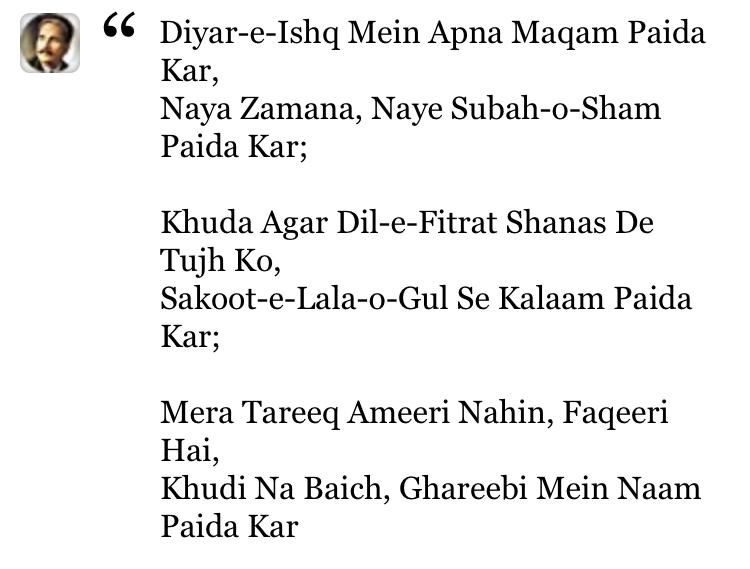 “ Diyar-e-Ishq Mein Apna Maqam Paida
Kar,
Naya Zamana, Naye Subah-o-Sham
Paida Kar;
Khuda Agar Dil-e-Fitrat Shanas De
Tujh Ko,
Sakoot-e-Lala-o-Gul Se Kalaam Paida
Kar;
Mera Tareeq Ameeri Nahin, Faqeeri
Hai,
Khudi Na Baich, Ghareebi Mein Naam
Paida Kar